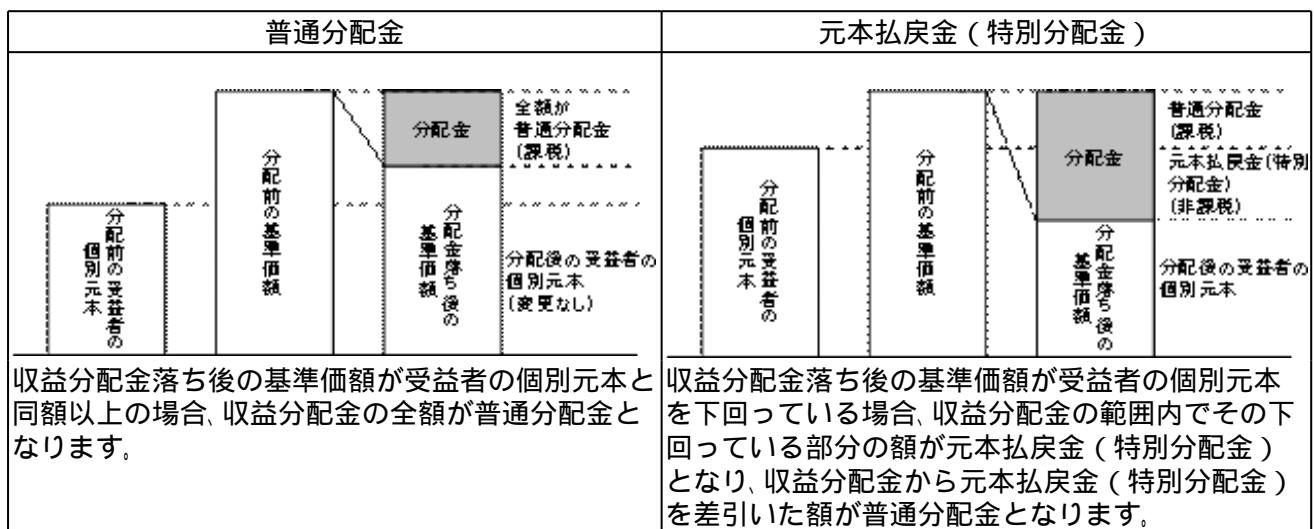 普通分配金
分配前の受益者の
個別元本
分配前の基準価額
分配金
分配金落ち後の
基準価額
全額が
普通分配金
(課税)
分配後の受益者の
個別元本
(変更なし)
収益分配金落ち後の基準価額が受益者の個別元本と
同額以上の場合、収益分配金の全額が普通分配金と
なります。
元本払戻金(特別分配金)
分配前の受益者の
個別元本
分配前の基準価額
分配金
分配金落ち後の
基準価額
普通分配金
(課税)
元本払戻金(特別
分配金)
(非課税)
分配後の受益者の
個別元本
収益分配金落ち後の基準価額が受益者の個別元本
を下回っている場合、収益分配金の範囲内でその下
回っている部分の額が元本払戻金(特別分配金)
となり、収益分配金から元本払戻金(特別分配金)
を差引いた額が普通分配金となります。